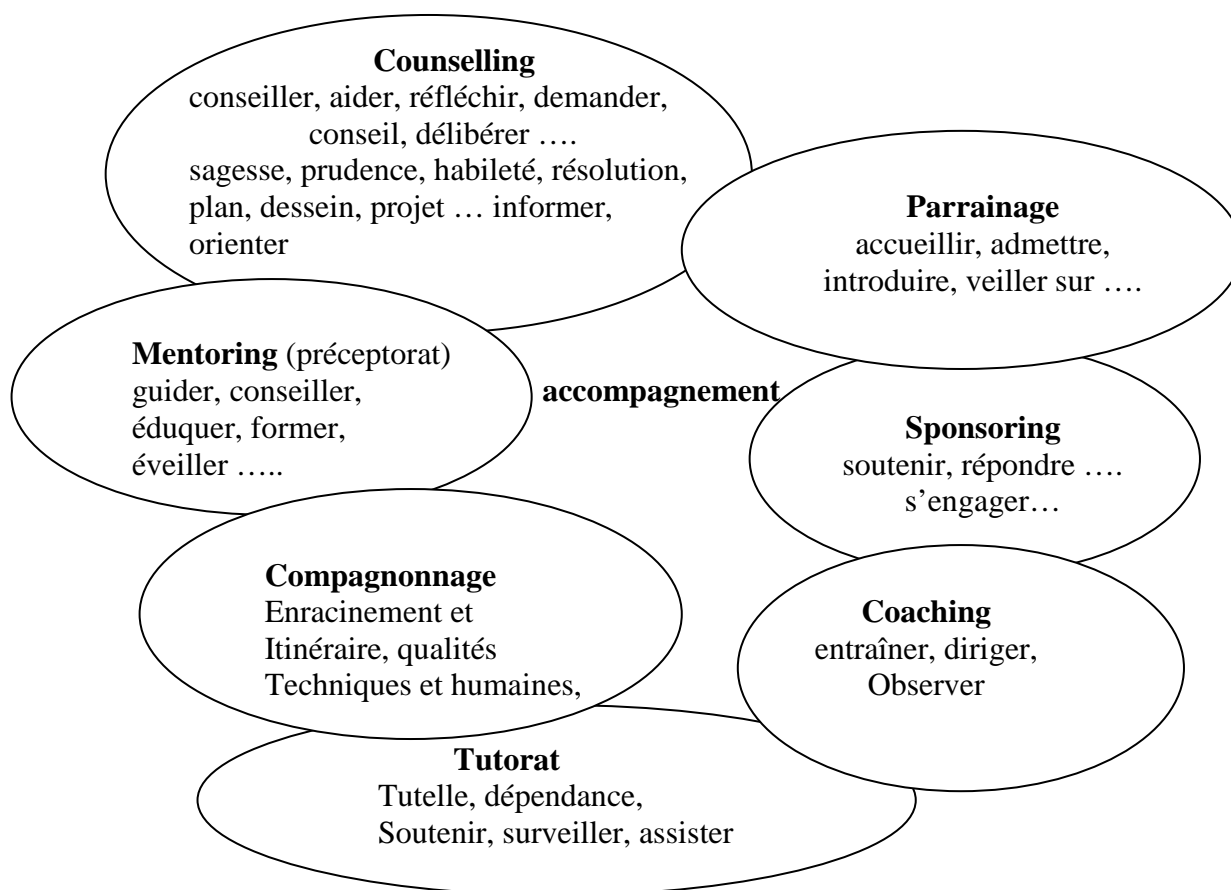 Counselling
conseiller, aider, réfléchir, demander,
conseil, délibérer ….
sagesse, prudence, habileté, résolution,
plan, dessein, projet … informer,
orienter
Parrainage
accueillir, admettre,
introduire, veiller sur ….
Mentoring (préceptorat)
guider, conseiller,
éduquer, former,
éveiller …..
accompagnement
Sponsoring
soutenir, répondre ….
s’engager…
Compagnonnage
Enracinement et
Itinéraire, qualités
Techniques et humaines,
Coaching
entraîner, diriger,
Observer
Tutorat
Tutelle, dépendance,
Soutenir, surveiller, assister